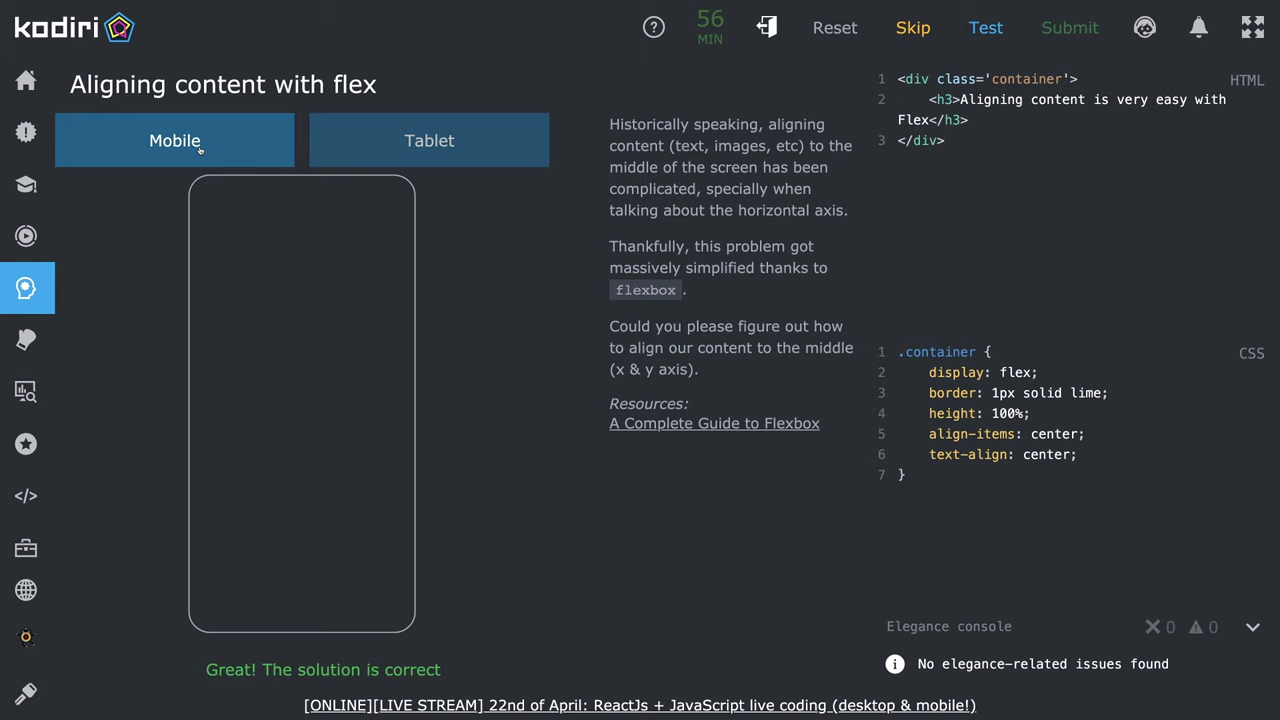 kodiri
56
MIN
Reset
Skip
Test
Submit
Aligning content with flex
Mobile
Tablet
Great! The solution is correct
Historically speaking, aligning
content (text, images, etc) to the
middle of the screen has been
complicated, specially when
talking about the horizontal axis.
Thankfully, this problem got
massively simplified thanks to
flexbox.
Could you please figure out how
to align our content to the middle
(x & y axis).
Resources:
A Complete Guide to Flexbox
HTML
1 <div class='container'>
2 <h3>Aligning content is very easy with
Flex</h3>
3 </div>
CSS
1 .container {
2 display: flex;
3 border: 1px solid lime;
4 height: 100%;
5 align-items: center;
6 text-align: center;
7 }
Elegance console
0 0
No elegance-related issues found
[ONLINE][LIVE STREAM] 22nd of April: ReactJs + JavaScript live coding (desktop & mobile!)